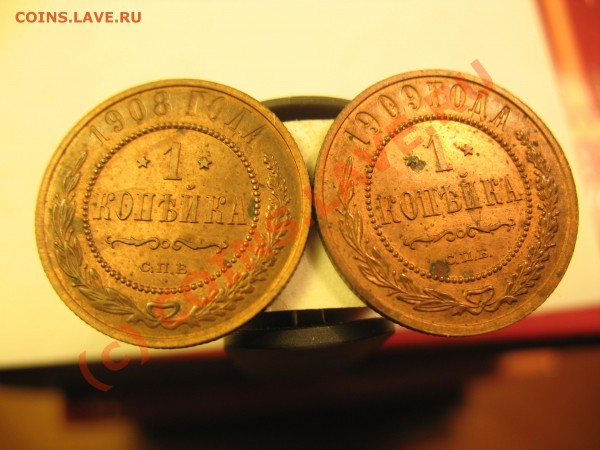 COINS.LAVE.RU
1908 ГОДА
* 1 *
КОПѢЙКА
С.П.Б.
1909 ГОДА
* 1 *
КОПѢЙКА
С.П.Б.
(c) COINS.LAVE.RU